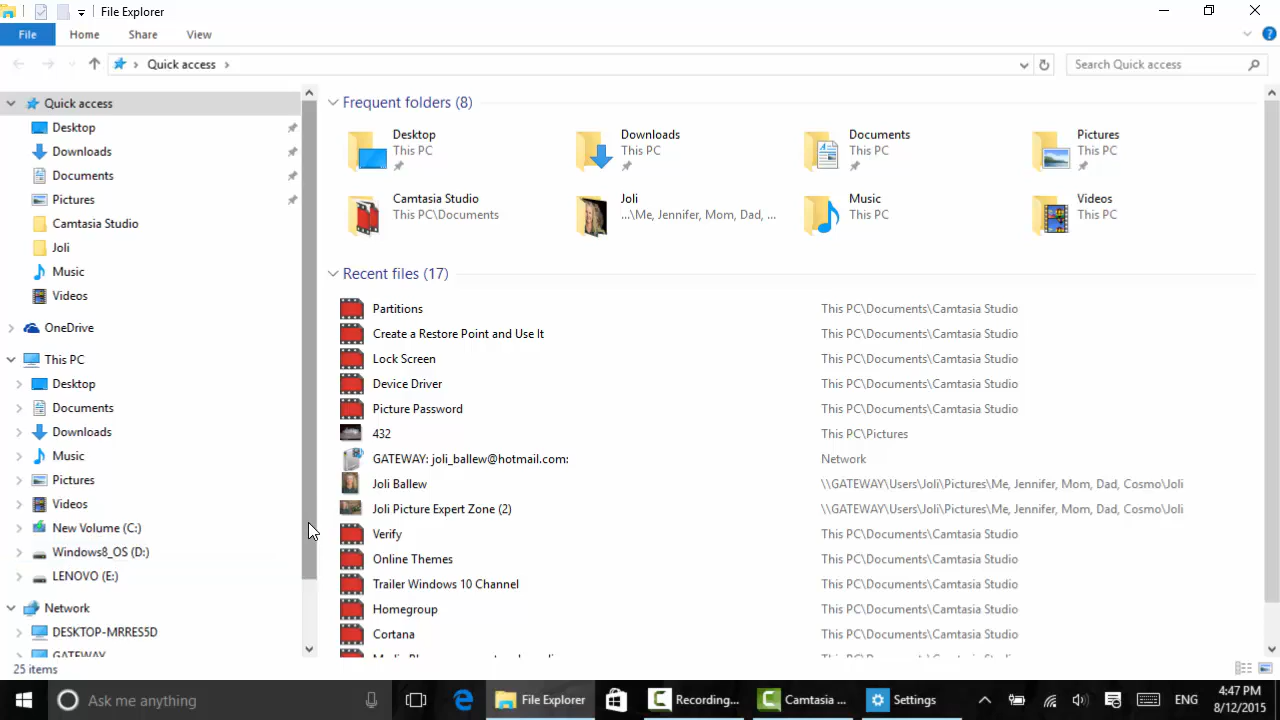 File Explorer
File Home Share View
Quick access
Search Quick access
Quick access
Desktop
Downloads
Documents
Pictures
Camtasia Studio
Joli
Music
Videos
OneDrive
This PC
Desktop
Documents
Downloads
Music
Pictures
Videos
New Volume (C:)
Windows8_OS (D:)
LENOVO (E:)
Network
DESKTOP-MRRES5D
GATEWAY
Frequent folders (8)
Desktop
This PC
Downloads
This PC
Documents
This PC
Pictures
This PC
Camtasia Studio
This PC\Documents
Joli
...\Me, Jennifer, Mom, Dad, ...
Music
This PC
Videos
This PC
Recent files (17)
Partitions This PC\Documents\Camtasia Studio
Create a Restore Point and Use It This PC\Documents\Camtasia Studio
Lock Screen This PC\Documents\Camtasia Studio
Device Driver This PC\Documents\Camtasia Studio
Picture Password This PC\Documents\Camtasia Studio
432 This PC\Pictures
GATEWAY: joli_ballew@hotmail.com: Network
Joli Ballew \\GATEWAY\Users\Joli\Pictures\Me, Jennifer, Mom, Dad, Cosmo\Joli
Joli Picture Expert Zone (2) \\GATEWAY\Users\Joli\Pictures\Me, Jennifer, Mom, Dad, Cosmo\Joli
Verify This PC\Documents\Camtasia Studio
Online Themes This PC\Documents\Camtasia Studio
Trailer Windows 10 Channel This PC\Documents\Camtasia Studio
Homegroup This PC\Documents\Camtasia Studio
Cortana This PC\Documents\Camtasia Studio
25 items
Ask me anything
File Explorer
Recording...
Camtasia ...
Settings
ENG
4:47 PM
8/12/2015